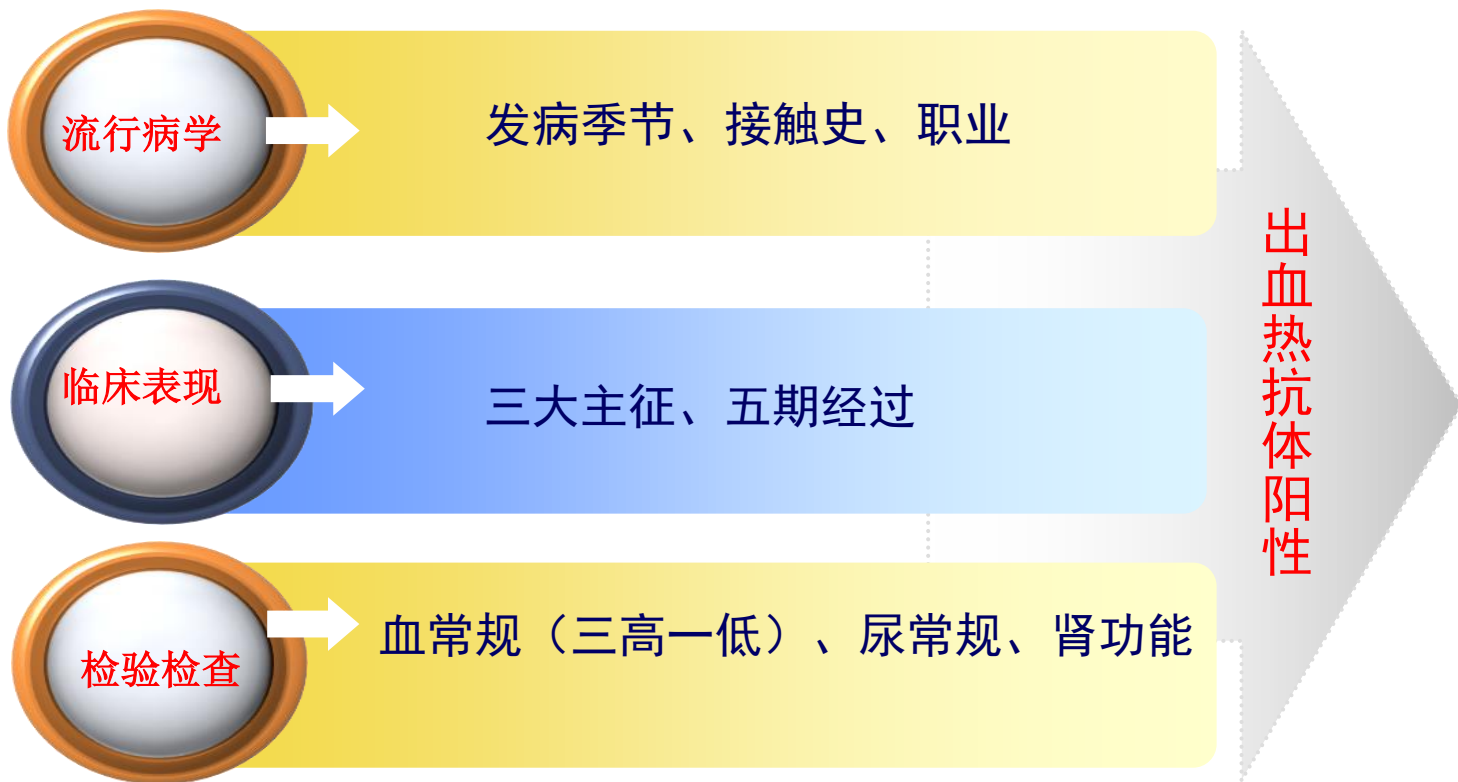 流行病学
发病季节、接触史、职业
临床表现
三大主征、五期经过
检验检查
血常规（三高一低）、尿常规、肾功能
出血热抗体阳性